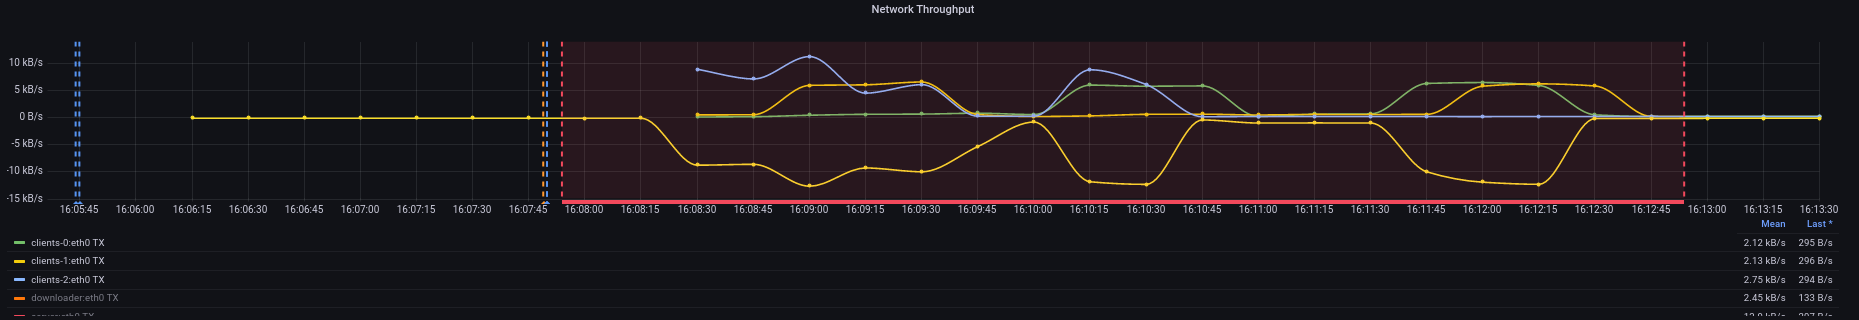 Network Throughput
10 kB/s
5 kB/s
0 B/s
-5 kB/s
-10 kB/s
-15 kB/s
16:05:45 16:06:00 16:06:15 16:06:30 16:06:45 16:07:00 16:07:15 16:07:30 16:07:45 16:08:00 16:08:15 16:08:30 16:08:45 16:09:00 16:09:15 16:09:30 16:09:45 16:10:00 16:10:15 16:10:30 16:10:45 16:11:00 16:11:15 16:11:30 16:11:45 16:12:00 16:12:15 16:12:30 16:12:45 16:13:00 16:13:15 16:13:30
Mean Last *
clients-0:eth0 TX 2.12 kB/s 295 B/s
clients-1:eth0 TX 2.13 kB/s 296 B/s
clients-2:eth0 TX 2.75 kB/s 294 B/s
downloader:eth0 TX 2.45 kB/s 133 B/s